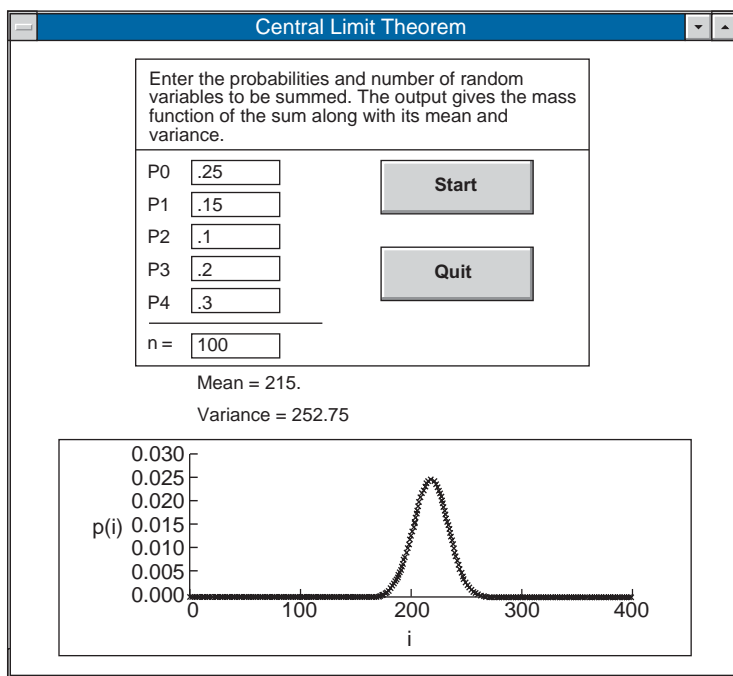 Central Limit Theorem
Enter the probabilities and number of random
variables to be summed. The output gives the mass
function of the sum along with its mean and
variance.
P0 .25
P1 .15
P2 .1
P3 .2
P4 .3
n = 100
Start
Quit
Mean = 215.
Variance = 252.75
0.030
0.025
0.020
p(i) 0.015
0.010
0.005
0.000
0 100 200 300 400
i